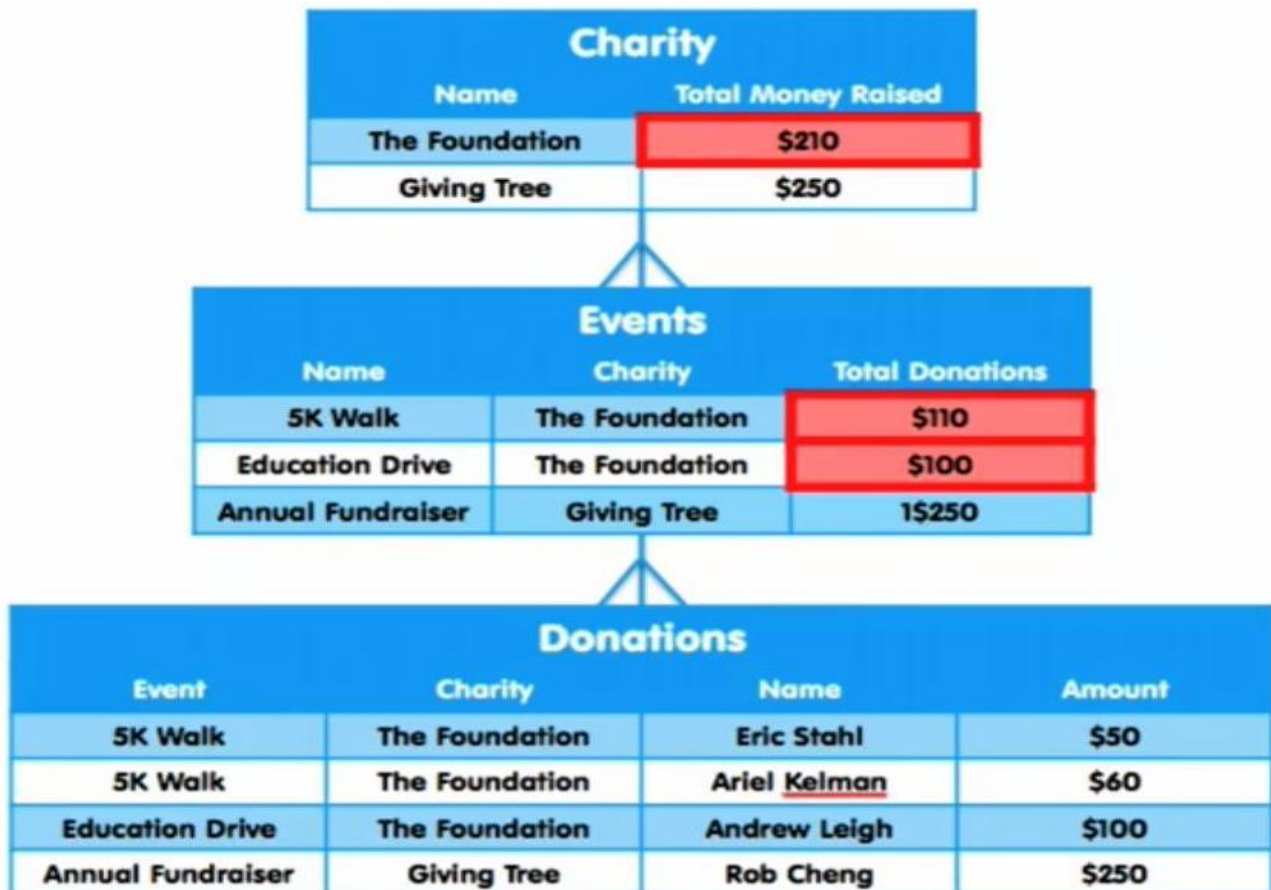 Charity
Name Total Money Raised
The Foundation $210
Giving Tree $250
Events
Name Charity Total Donations
5K Walk The Foundation $110
Education Drive The Foundation $100
Annual Fundraiser Giving Tree 1$250
Donations
Event Charity Name Amount
5K Walk The Foundation Eric Stahl $50
5K Walk The Foundation Ariel Kelman $60
Education Drive The Foundation Andrew Leigh $100
Annual Fundraiser Giving Tree Rob Cheng $250